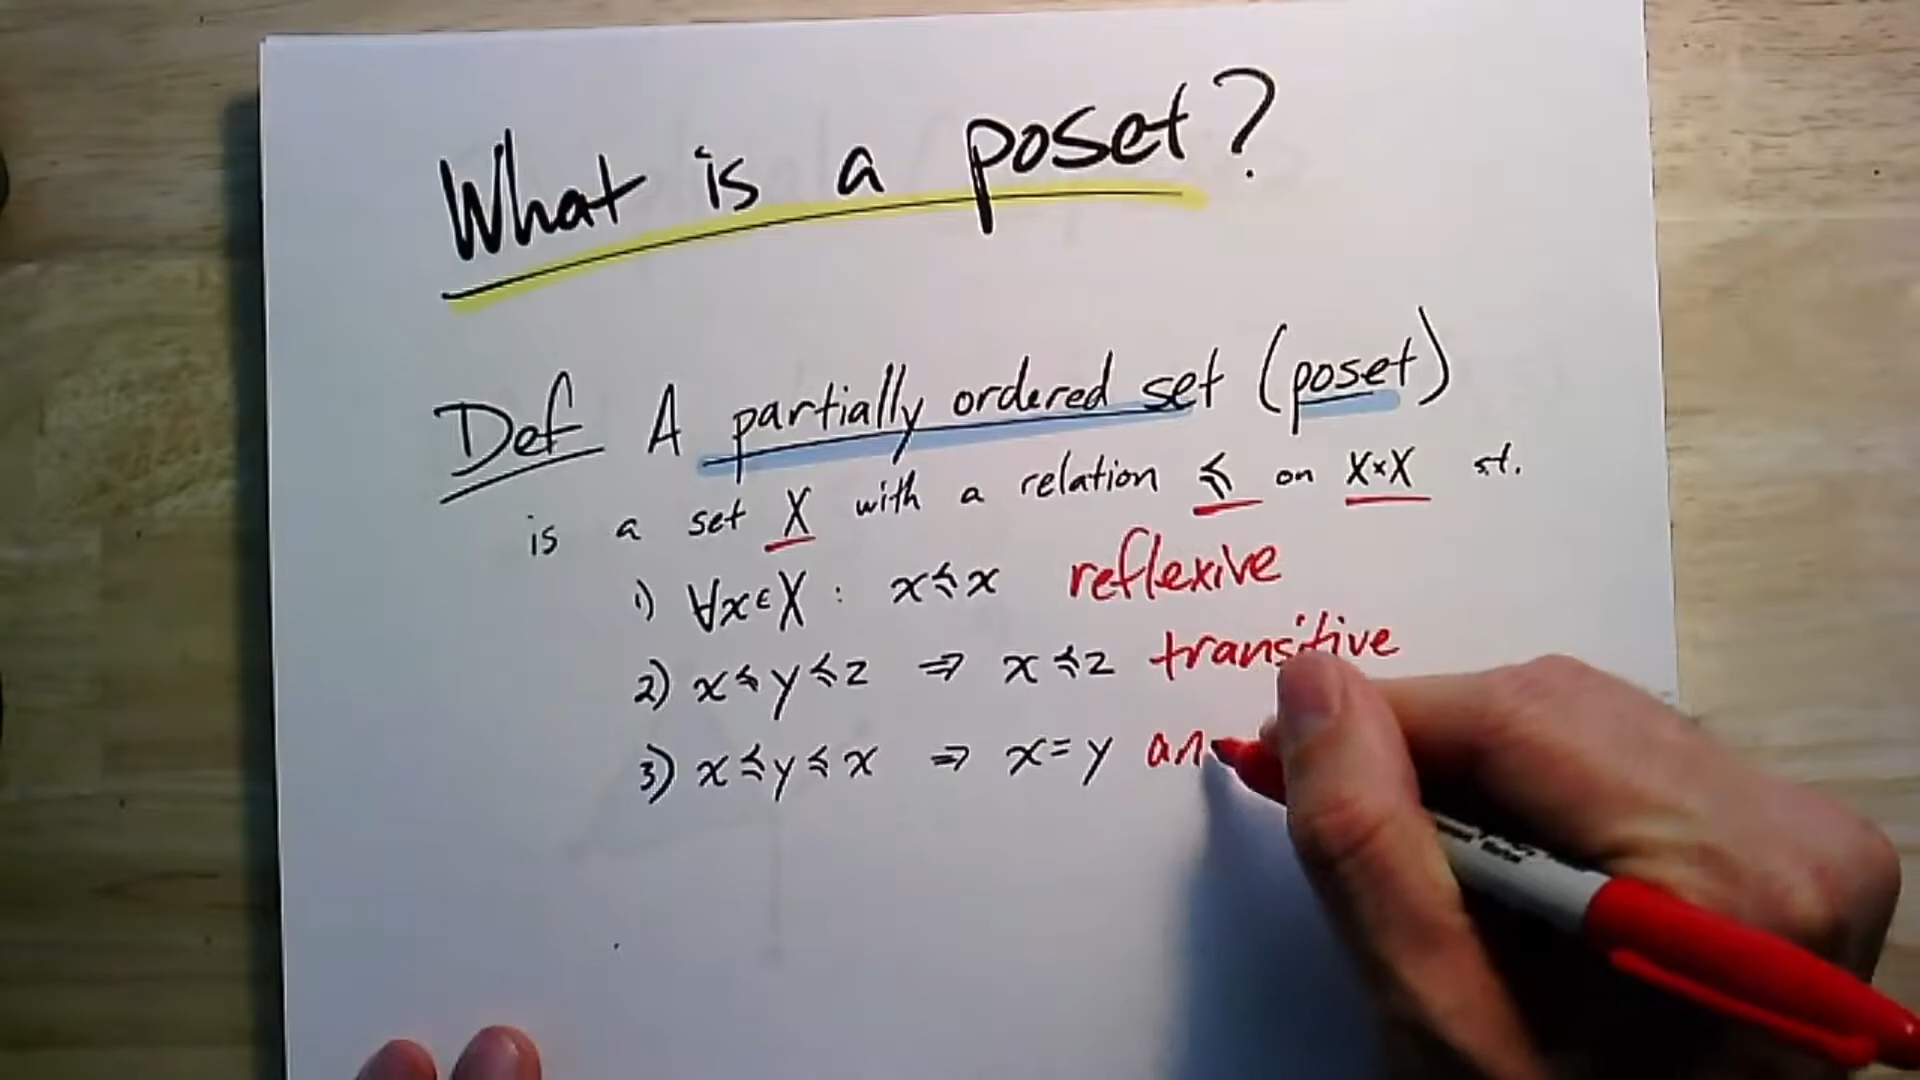 What is a poset?
Def A partially ordered set (poset)
is a set X with a relation ≤ on X×X st.
1) ∀x∈X : x≤x reflexive
2) x≤y≤z ⇒ x≤z transitive
3) x≤y≤x ⇒ x=y an